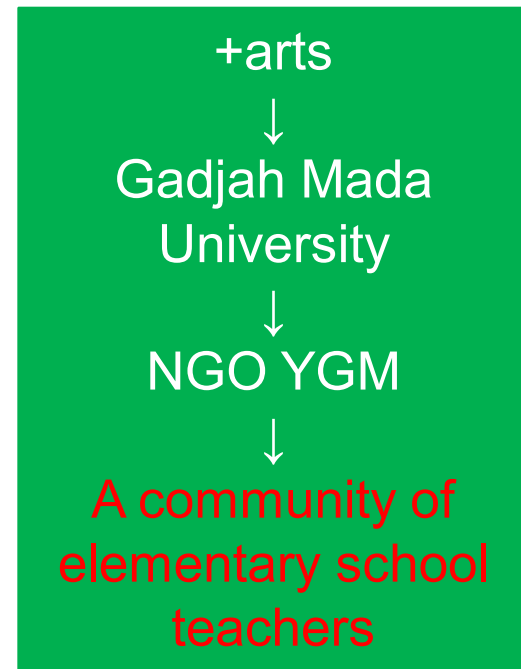 +arts
↓
Gadjah Mada
University
↓
NGO YGM
↓
A community of
elementary school
teachers